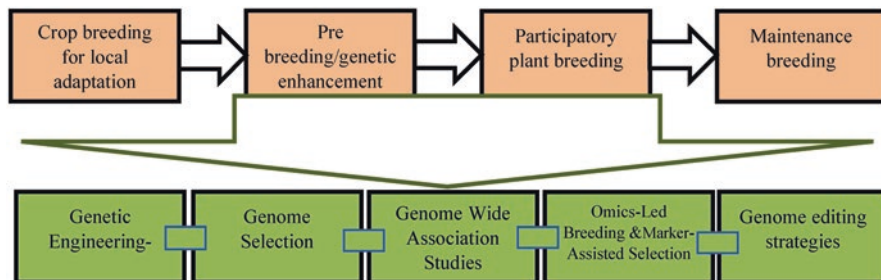 Crop breeding
for local
adaptation
Pre
breeding/genetic
enhancement
Participatory
plant breeding
Maintenance
breeding
Genetic
Engineering-
Genome
Selection
Genome Wide
Association
Studies
Omics-Led
Breeding &Marker-
Assisted Selection
Genome editing
strategies